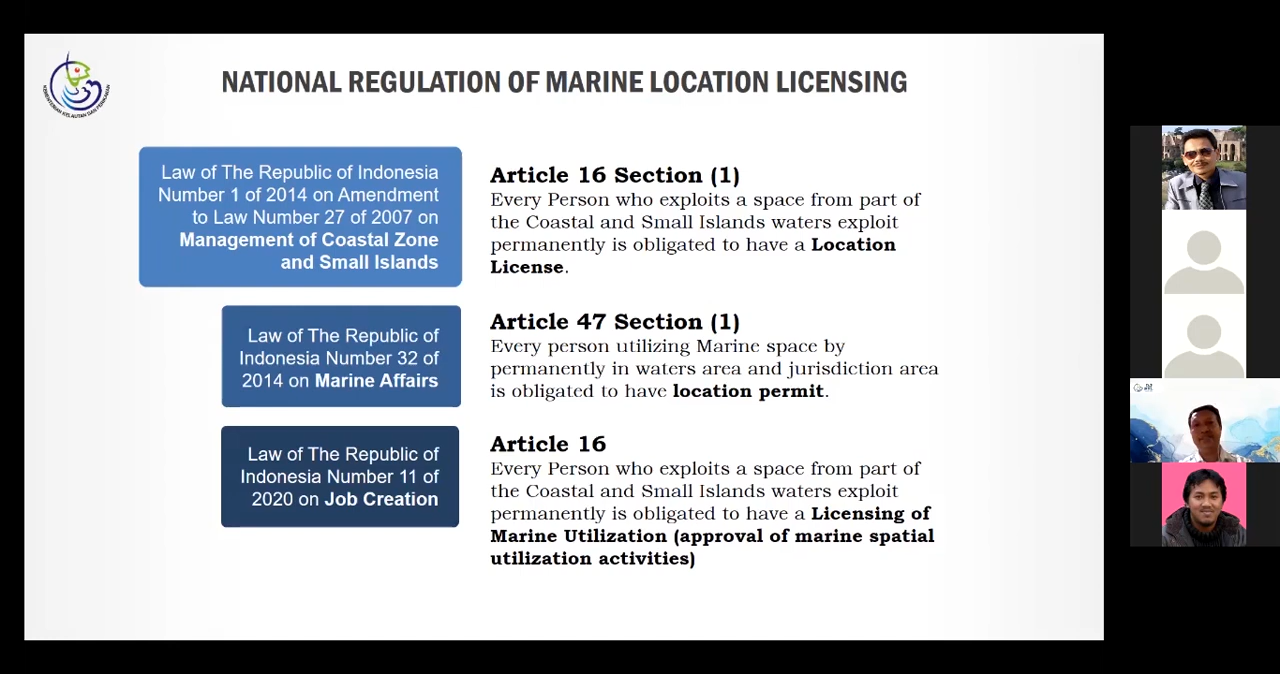 NATIONAL REGULATION OF MARINE LOCATION LICENSING
KEMENTERIAN KELAUTAN DAN PERIKANAN
Law of The Republic of Indonesia
Number 1 of 2014 on Amendment
to Law Number 27 of 2007 on
Management of Coastal Zone
and Small Islands
Article 16 Section (1)
Every Person who exploits a space from part of
the Coastal and Small Islands waters exploit
permanently is obligated to have a Location
License.
Law of The Republic of
Indonesia Number 32 of
2014 on Marine Affairs
Article 47 Section (1)
Every person utilizing Marine space by
permanently in waters area and jurisdiction area
is obligated to have location permit.
Law of The Republic of
Indonesia Number 11 of
2020 on Job Creation
Article 16
Every Person who exploits a space from part of
the Coastal and Small Islands waters exploit
permanently is obligated to have a Licensing of
Marine Utilization (approval of marine spatial
utilization activities)